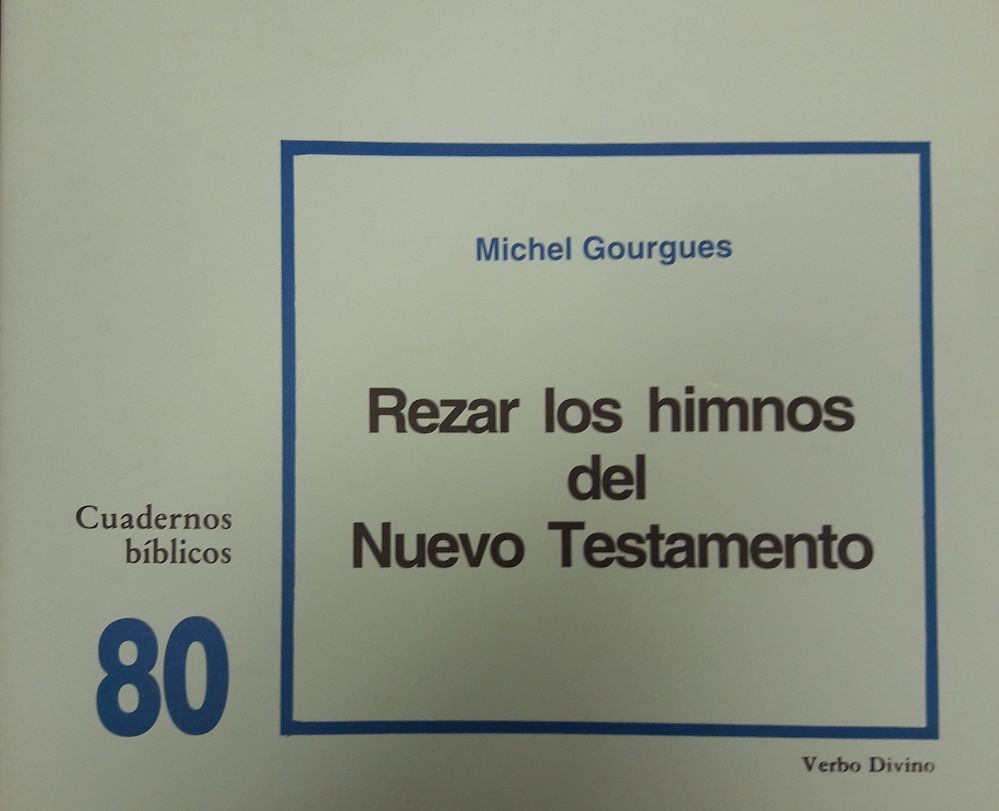 Michel Gourgues
Rezar los himnos
del
Nuevo Testamento
Cuadernos
bíblicos
80
Verbo Divino